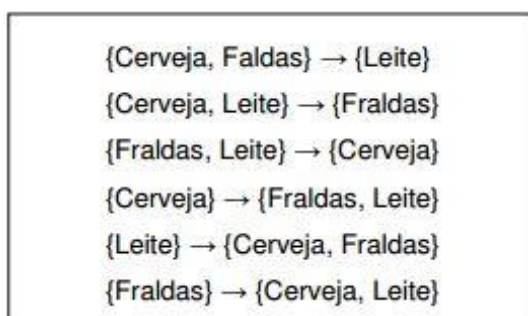 {Cerveja, Faldas} → {Leite}
{Cerveja, Leite} → {Fraldas}
{Fraldas, Leite} → {Cerveja}
{Cerveja} → {Fraldas, Leite}
{Leite} → {Cerveja, Fraldas}
{Fraldas} → {Cerveja, Leite}